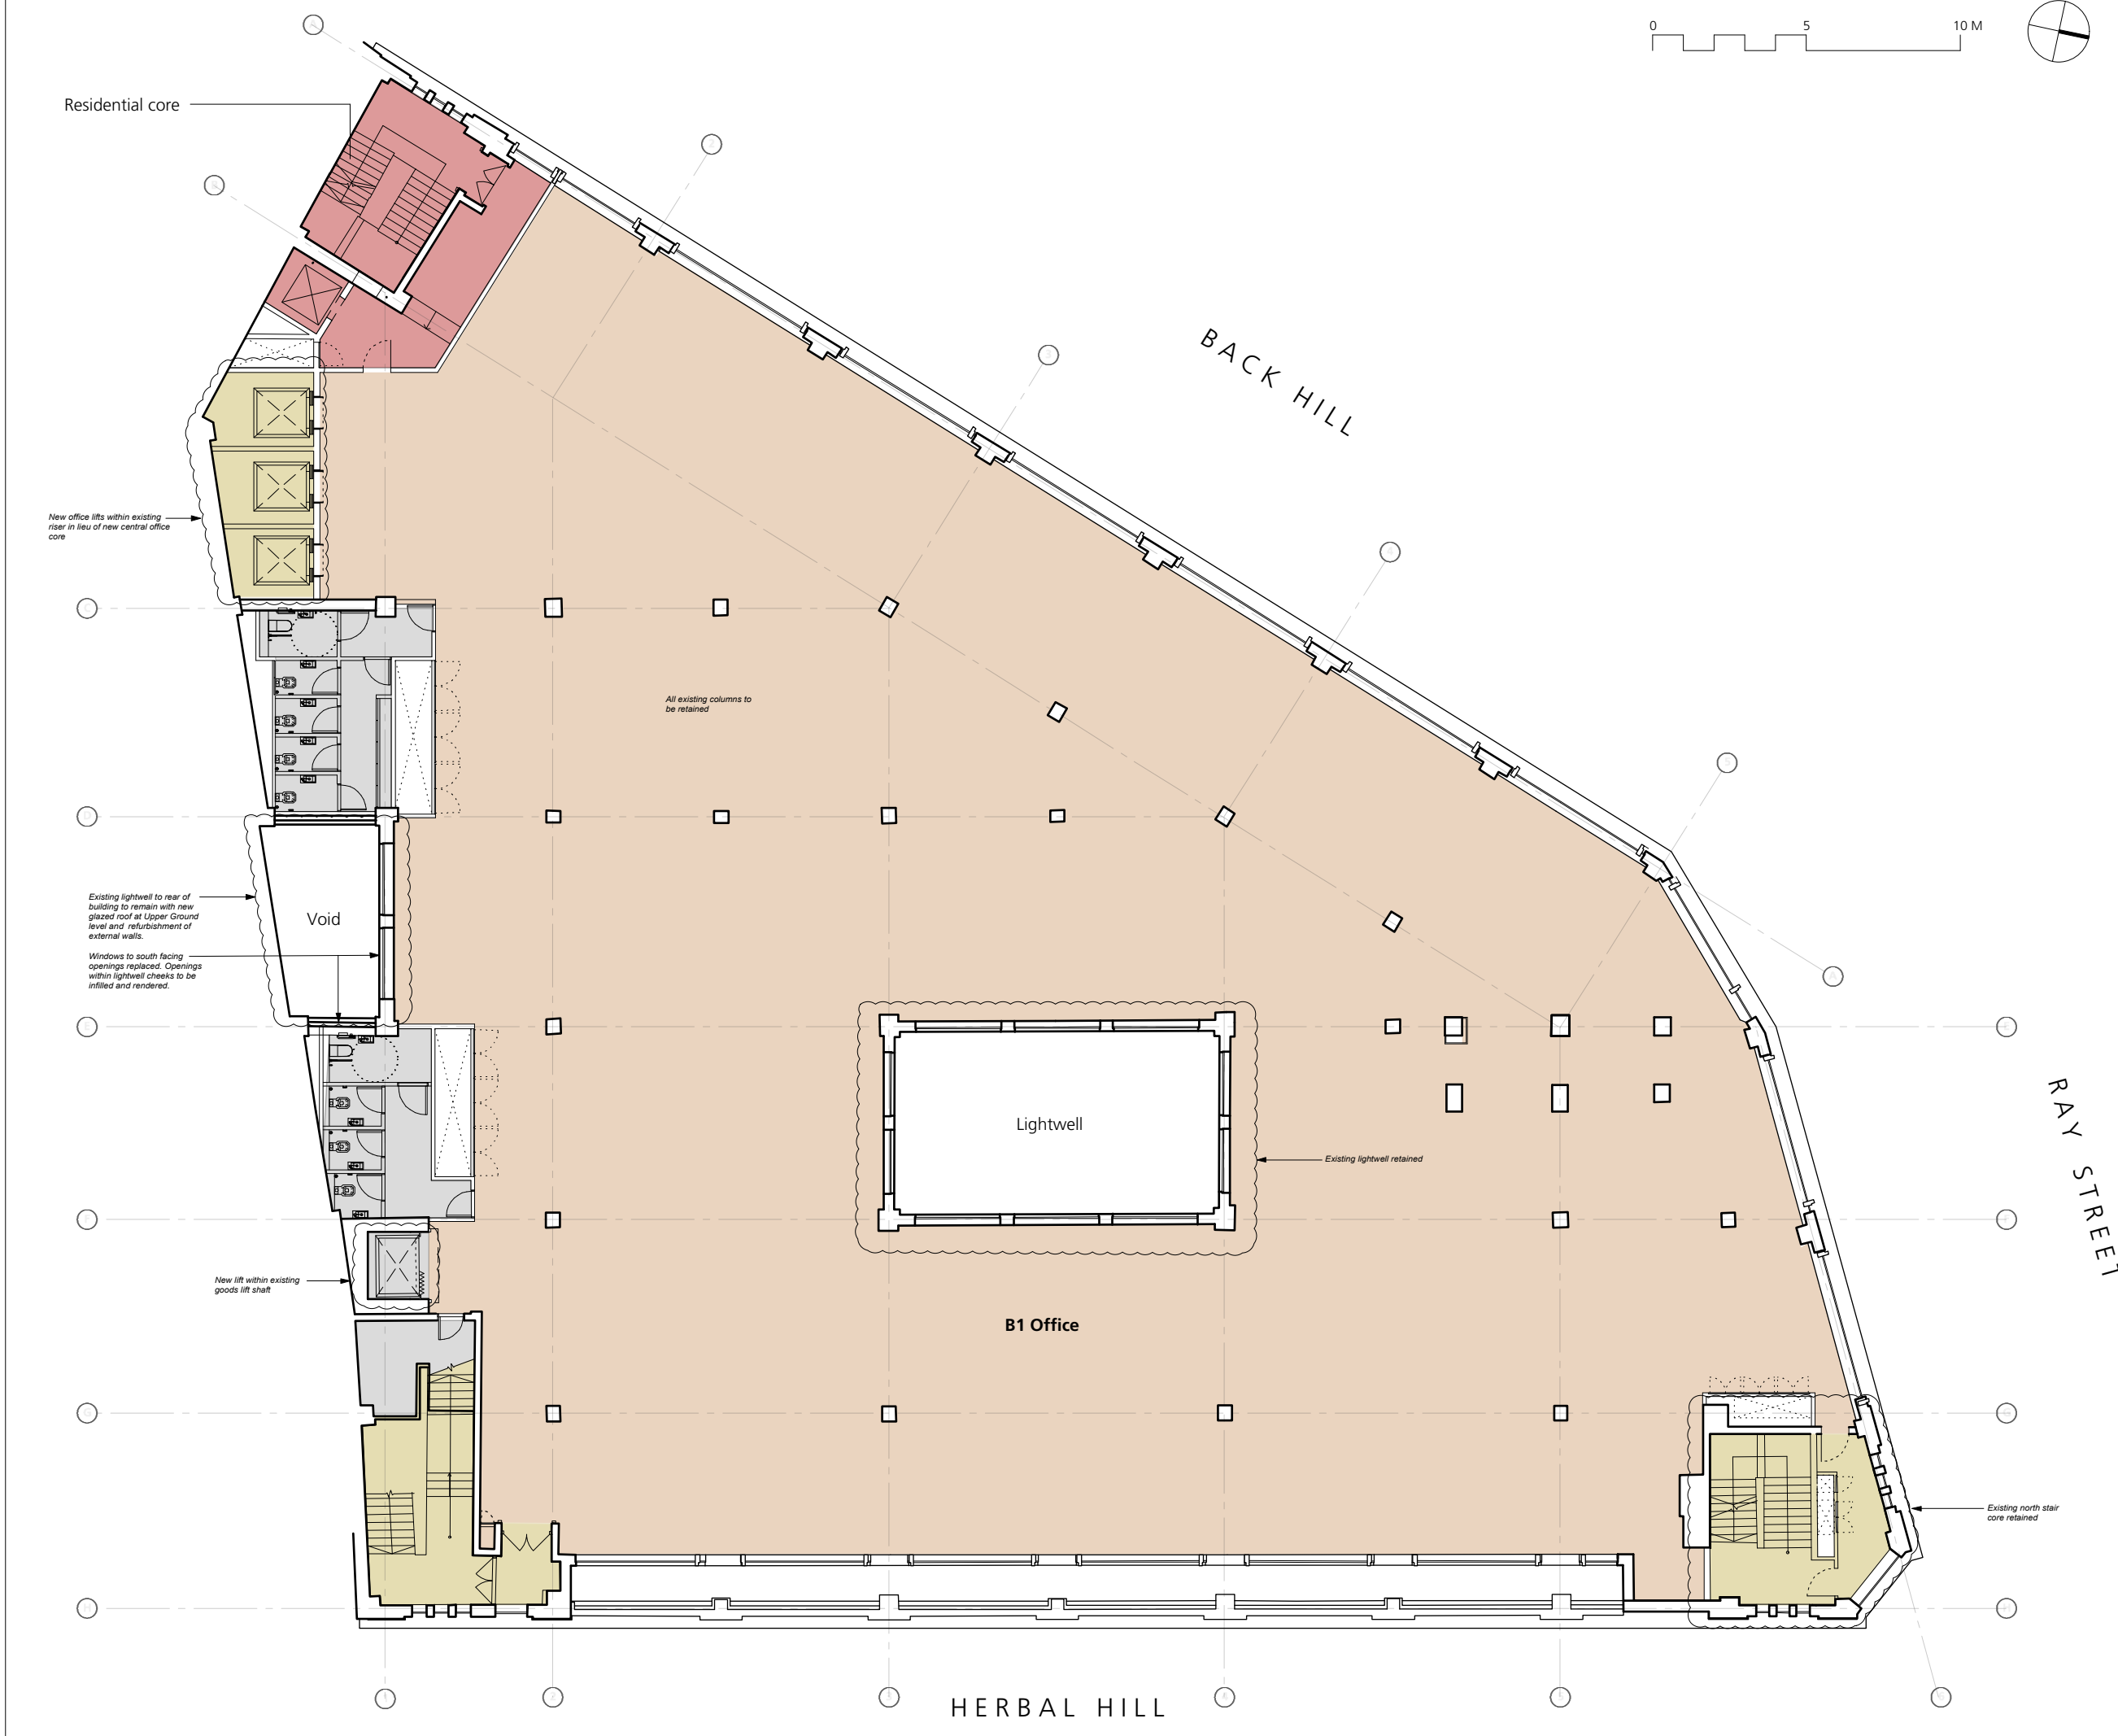 0 5 10 M
Residential core
BACK HILL
New office lifts within existing
riser in lieu of new central office
core
All existing columns to
be retained
Existing lightwell to rear of
building to remain with new
glazed roof at Upper Ground
level and refurbishment of
external walls.
Void
Windows to south facing
openings replaced. Openings
within lightwell cheeks to be
infilled and rendered.
Lightwell
Existing lightwell retained
RAY STREET
New lift within existing
goods lift shaft
B1 Office
Existing north stair
core retained
HERBAL HILL